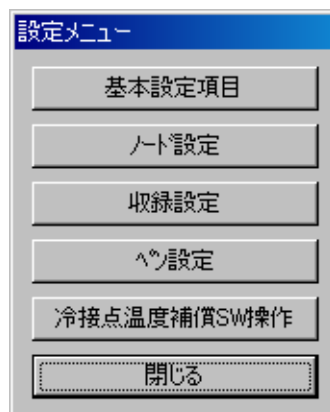 設定ﾒﾆｭｰ
基本設定項目
ﾉｰﾄﾞ設定
収録設定
ﾍﾟﾝ設定
冷接点温度補償SW操作
閉じる